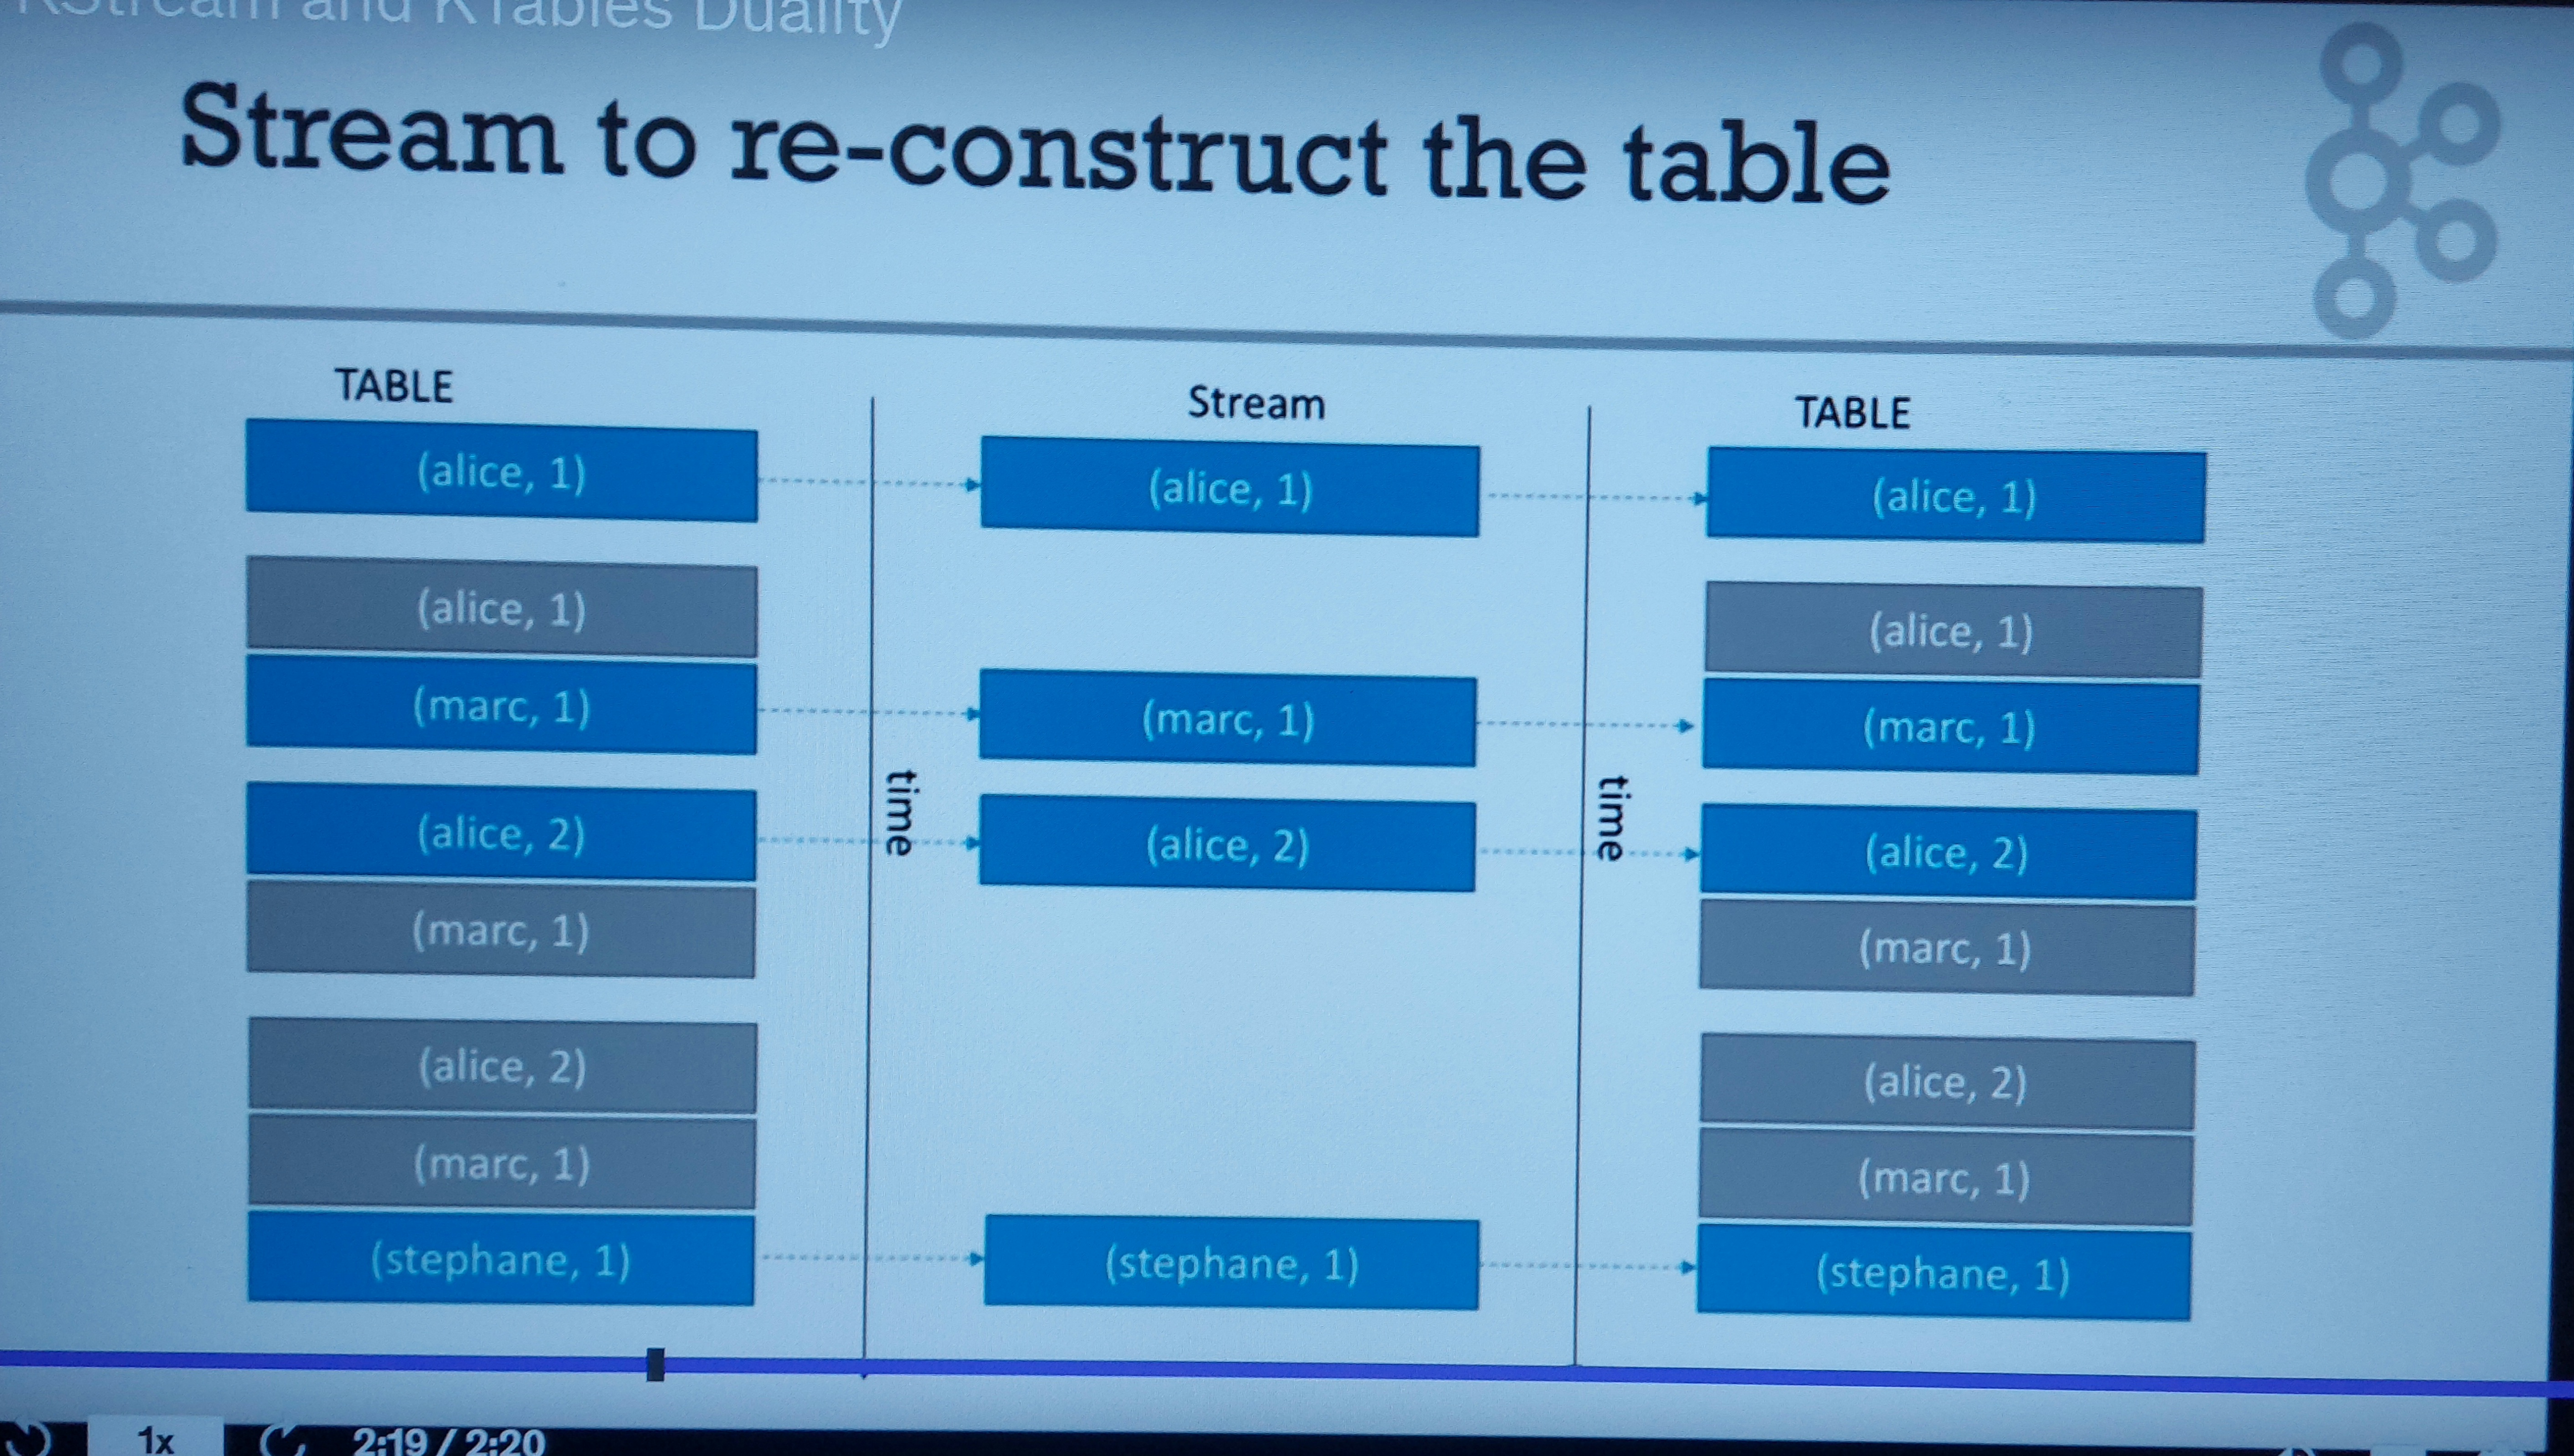 KStream and KTables Duality
Stream to re-construct the table
TABLE
(alice, 1)
(alice, 1)
(marc, 1)
(alice, 2)
(marc, 1)
(alice, 2)
(marc, 1)
(stephane, 1)
time
Stream
(alice, 1)
(marc, 1)
(alice, 2)
(stephane, 1)
time
TABLE
(alice, 1)
(alice, 1)
(marc, 1)
(alice, 2)
(marc, 1)
(alice, 2)
(marc, 1)
(stephane, 1)
1x
2:19 / 2:20